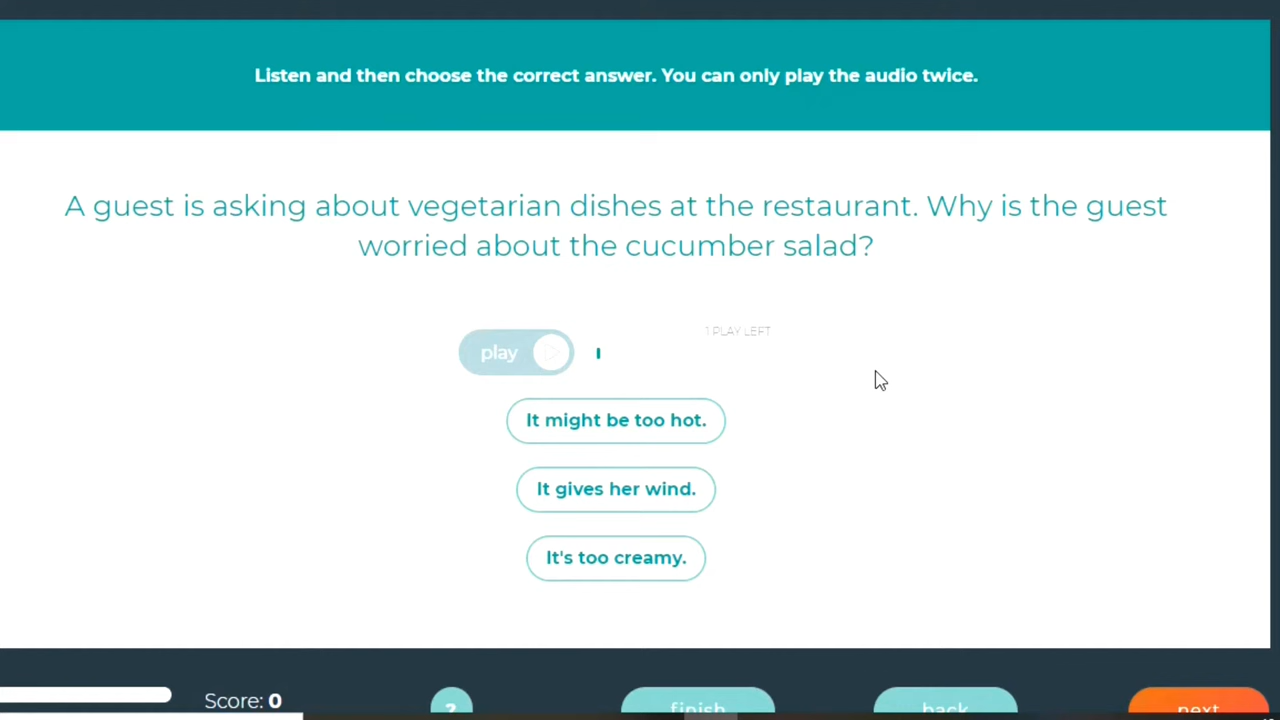 Listen and then choose the correct answer. You can only play the audio twice.
A guest is asking about vegetarian dishes at the restaurant. Why is the guest
worried about the cucumber salad?
1 PLAY LEFT
play
It might be too hot.
It gives her wind.
It's too creamy.
Score: 0
?
finish
back
next